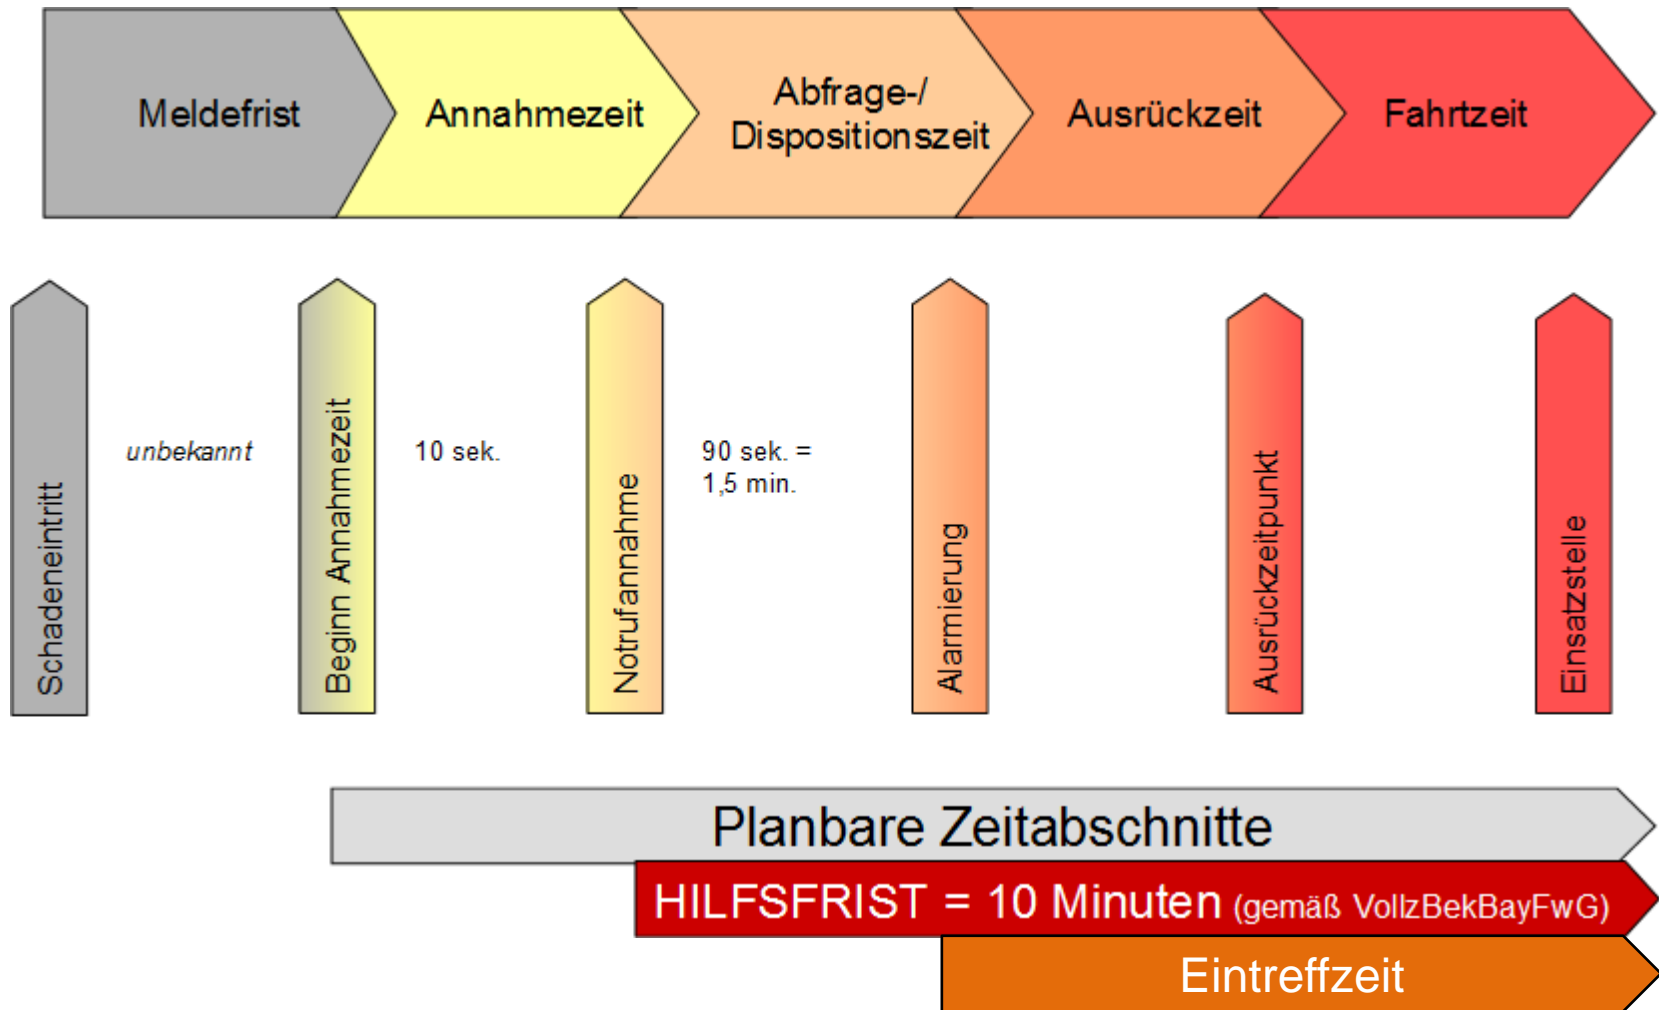 Meldefrist
Annahmezeit
Abfrage-/
Dispositionszeit
Ausrückzeit
Fahrtzeit
Schadeneintritt
unbekannt
Beginn Annahmezeit
10 sek.
Notrufannahme
90 sek. =
1,5 min.
Alarmierung
Ausrückzeitpunkt
Einsatzstelle
Planbare Zeitabschnitte
HILFSFRIST = 10 Minuten (gemäß VollzBekBayFwG)
Eintreffzeit